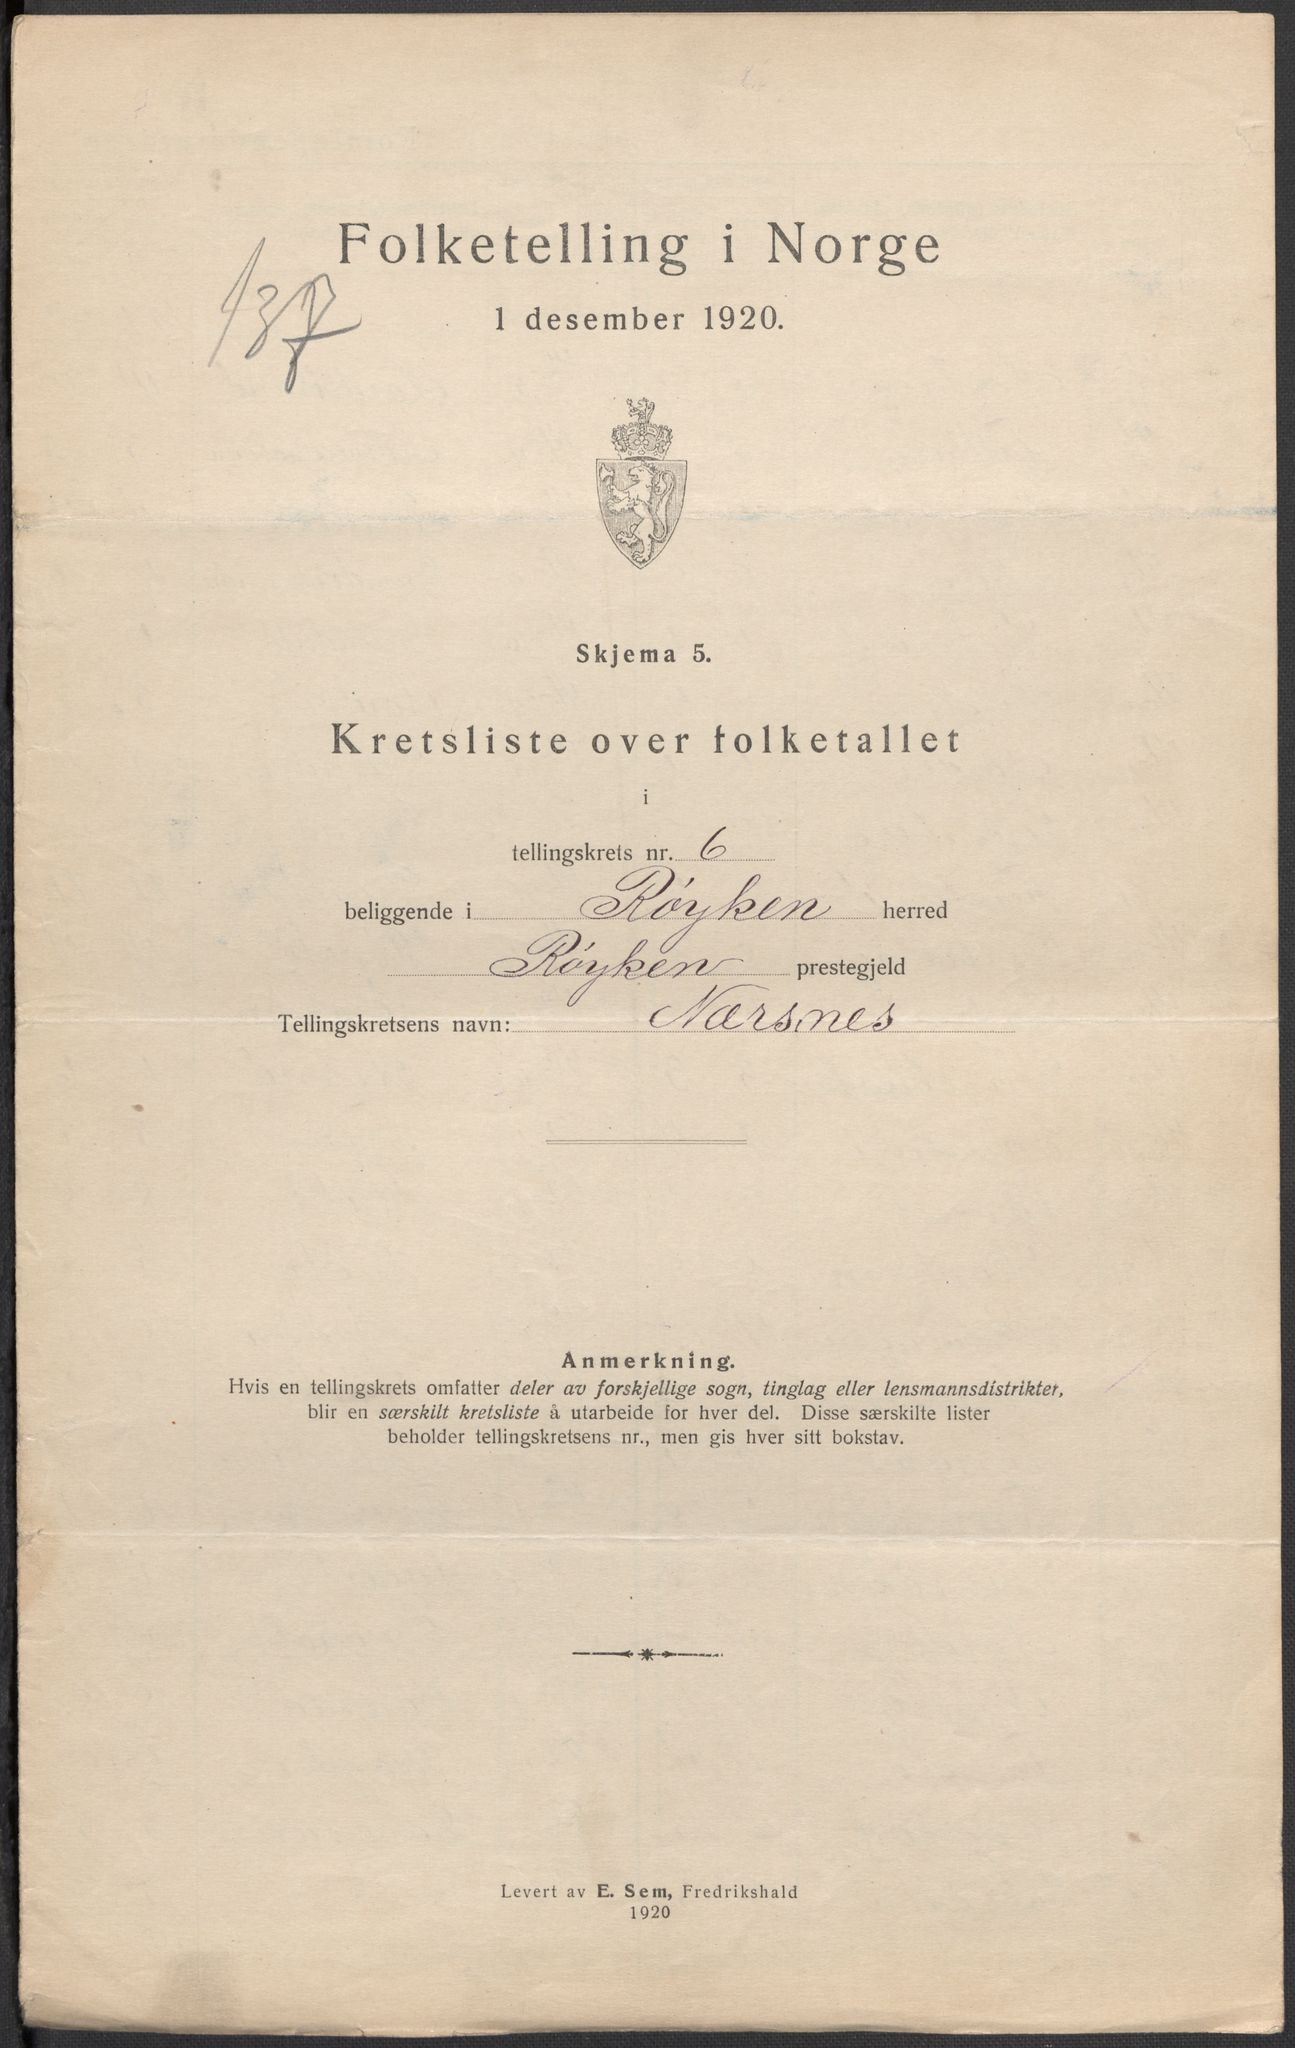 Folketelling i Norge
1 desember 1920.
137
Skjema 5.
Kretsliste over folketallet
i
tellingskrets nr. 6
beliggende i Røyken herred
Røyken prestegjeld
Tellingskretsens navn: Nærsnes
Anmerkning.
Hvis en tellingskrets omfatter deler av forskjellige sogn, tinglag eller lensmannsdistrikter,
blir en særskilt kretsliste å utarbeide for hver del. Disse særskilte lister
beholder tellingskretsens nr., men gis hver sitt bokstav.
Levert av E. Sem, Fredrikshald
1920